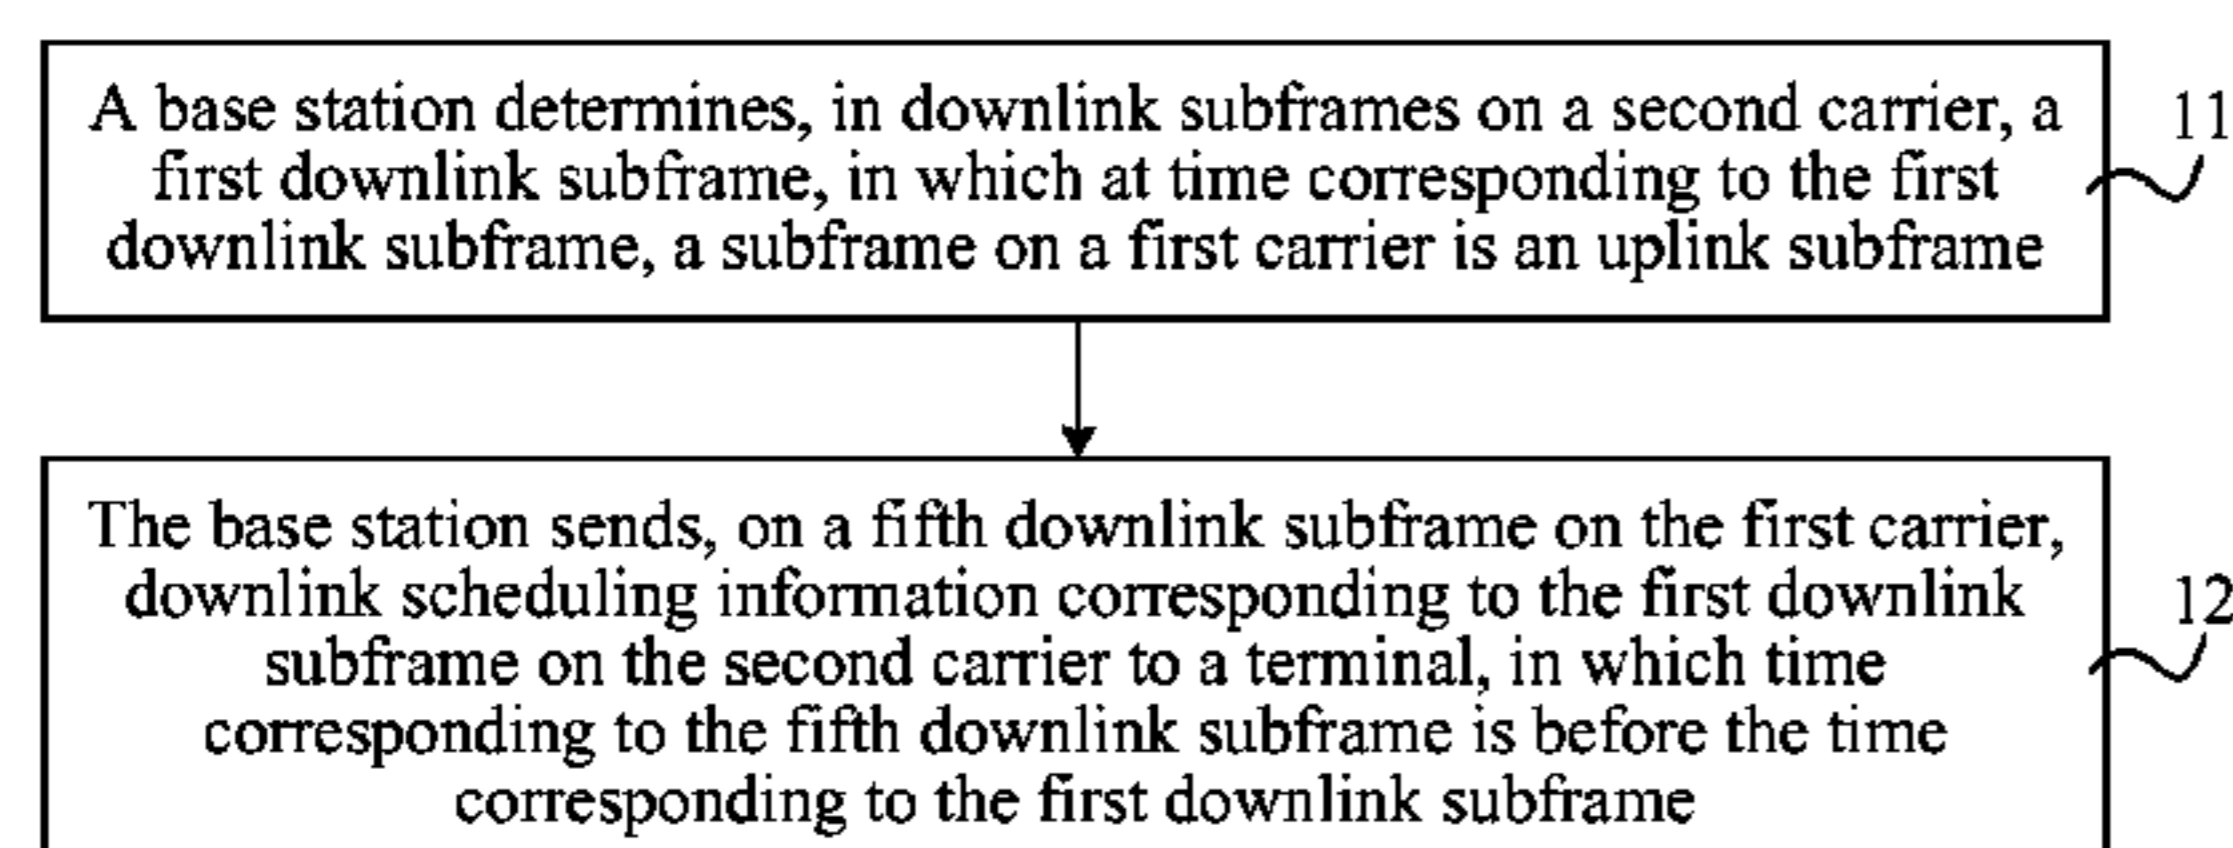 A base station determines, in downlink subframes on a second carrier, a
first downlink subframe, in which at time corresponding to the first
downlink subframe, a subframe on a first carrier is an uplink subframe
11
The base station sends, on a fifth downlink subframe on the first carrier,
downlink scheduling information corresponding to the first downlink
subframe on the second carrier to a terminal, in which time
corresponding to the fifth downlink subframe is before the time
corresponding to the first downlink subframe
12